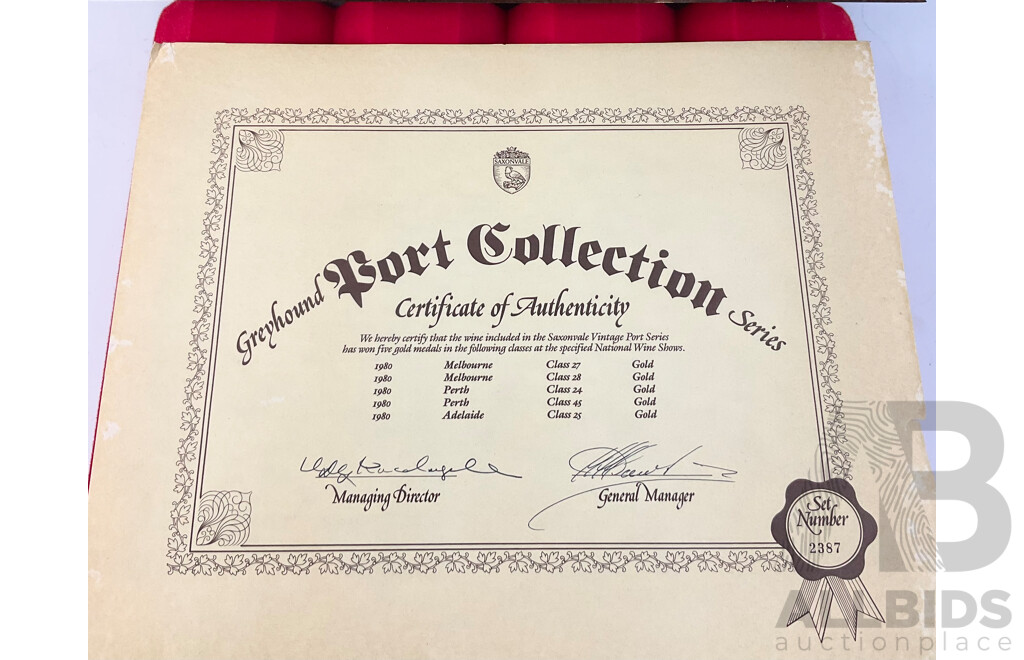 SAXONVALE
Greyhound Port Collection Series
Certificate of Authenticity
We hereby certify that the wine included in the Saxonvale Vintage Port Series
has won five gold medals in the following classes at the specified National Wine Shows.
1980 Melbourne Class 27 Gold
1980 Melbourne Class 28 Gold
1980 Perth Class 24 Gold
1980 Perth Class 45 Gold
1980 Adelaide Class 25 Gold
Managing Director
General Manager
Set
Number
2387
B
ALLBIDS
auctionplace